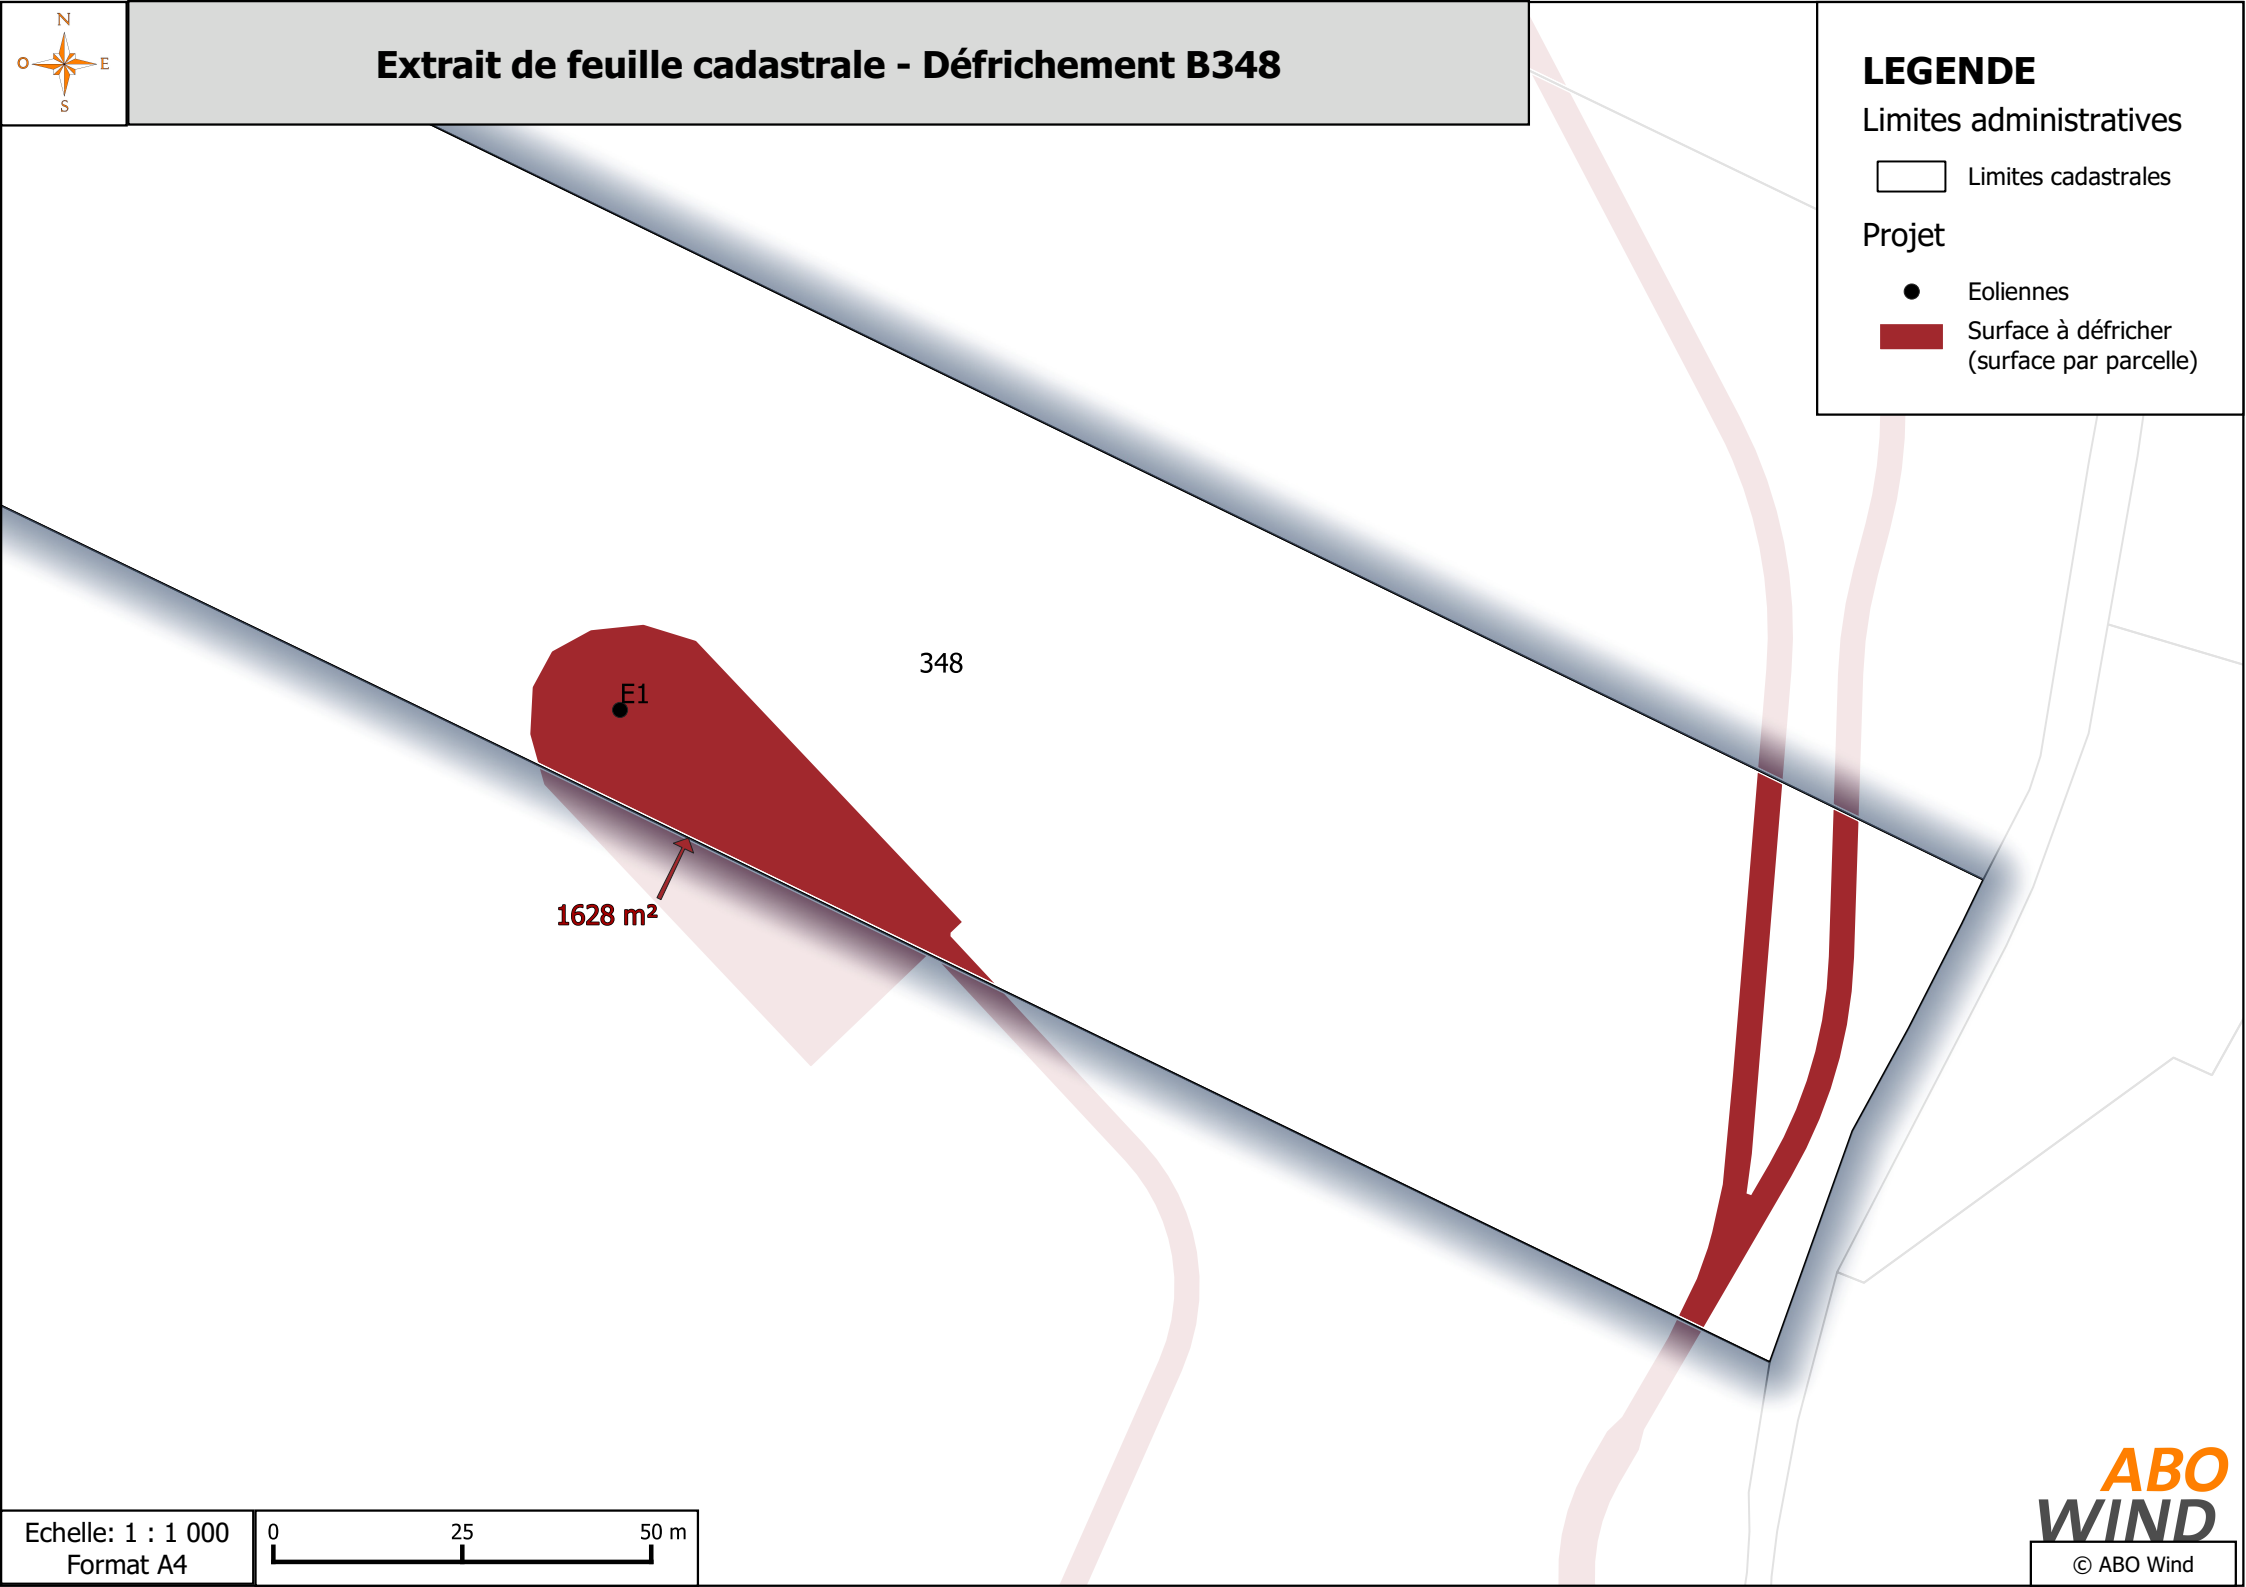 N
O E
S
Extrait de feuille cadastrale - Défrichement B348
LEGENDE
Limites administratives
Limites cadastrales
Projet
Eoliennes
Surface à défricher
(surface par parcelle)
348
E1
1628 m²
Echelle: 1 : 1 000
Format A4
0 25 50 m
ABO
WIND
© ABO Wind